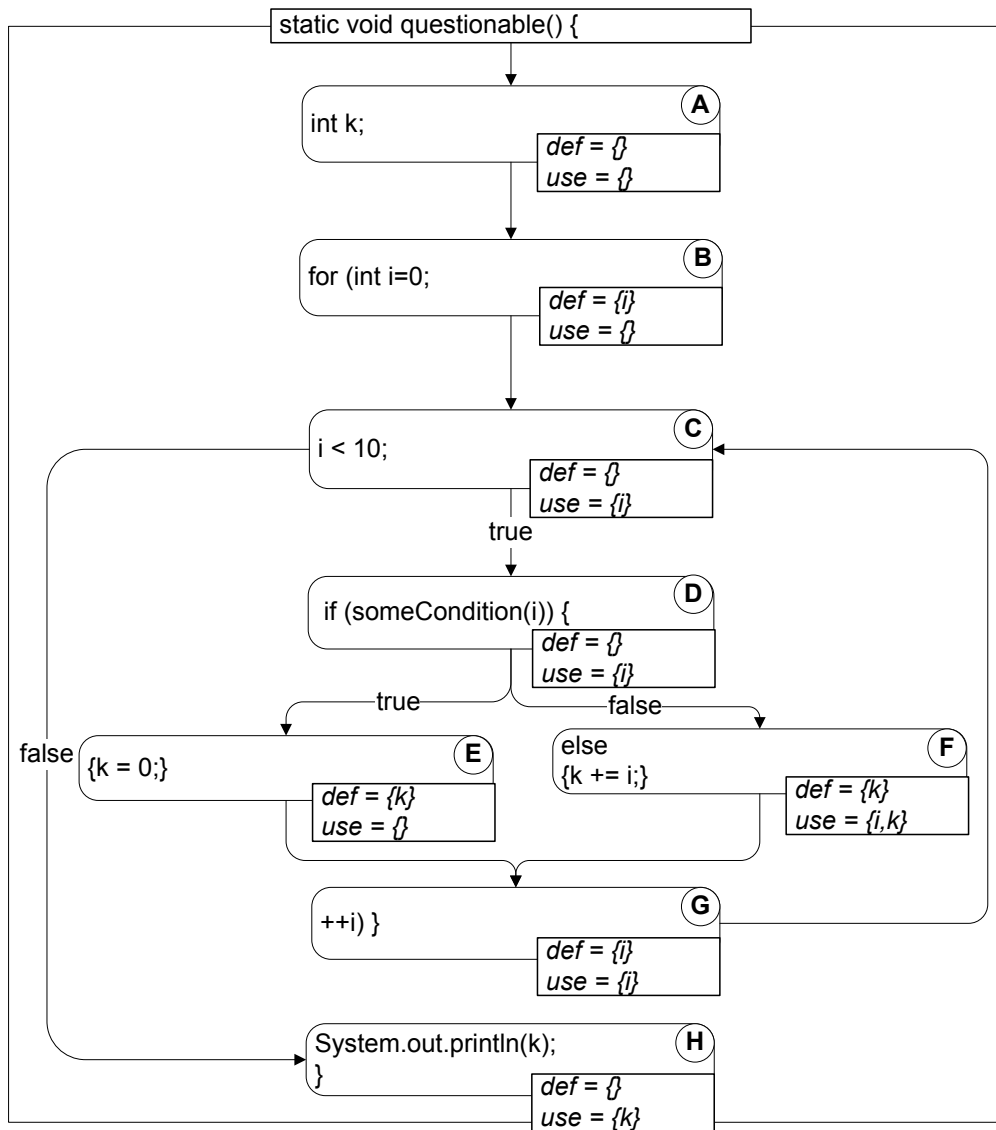 static void questionable() {
A
int k;
def = {}
use = {}
B
for (int i=0;
def = {i}
use = {}
C
i < 10;
def = {}
use = {i}
true
D
if (someCondition(i)) {
def = {}
use = {i}
true
false
false
E
{k = 0;}
def = {k}
use = {}
F
else
{k += i;}
def = {k}
use = {i,k}
G
++i) }
def = {i}
use = {i}
H
System.out.println(k);
}
def = {}
use = {k}